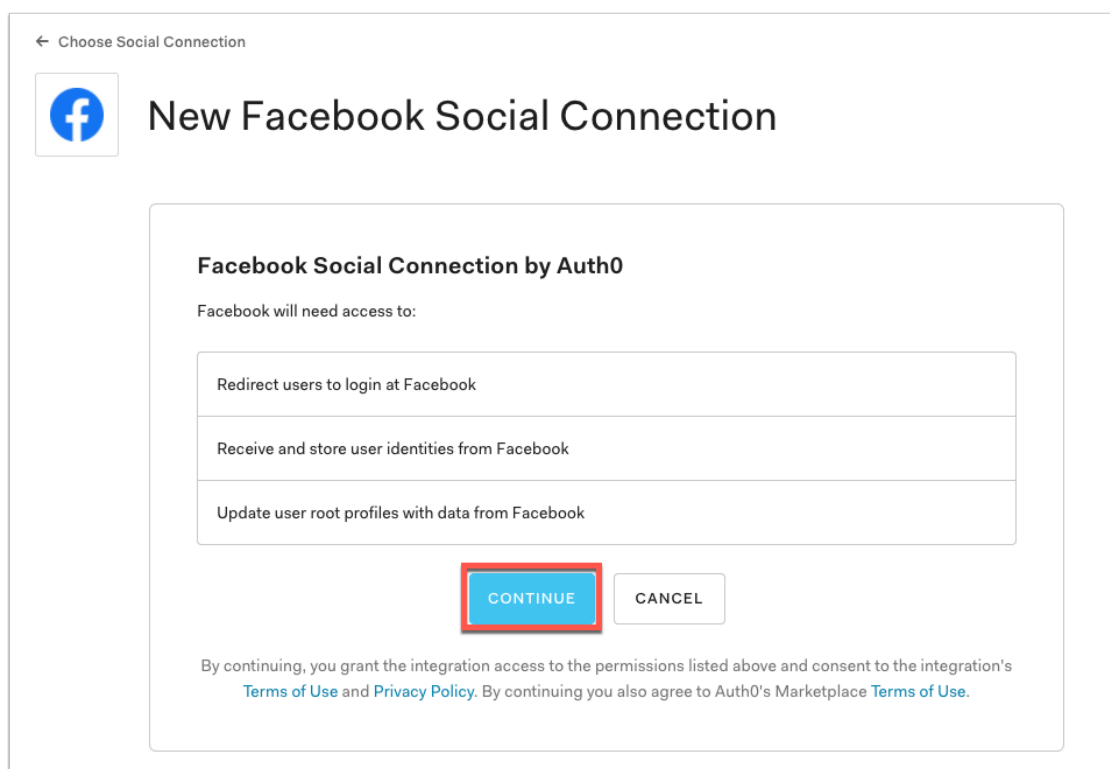 ← Choose Social Connection
New Facebook Social Connection
Facebook Social Connection by Auth0
Facebook will need access to:
Redirect users to login at Facebook
Receive and store user identities from Facebook
Update user root profiles with data from Facebook
CONTINUE CANCEL
By continuing, you grant the integration access to the permissions listed above and consent to the integration's
Terms of Use and Privacy Policy. By continuing you also agree to Auth0's Marketplace Terms of Use.